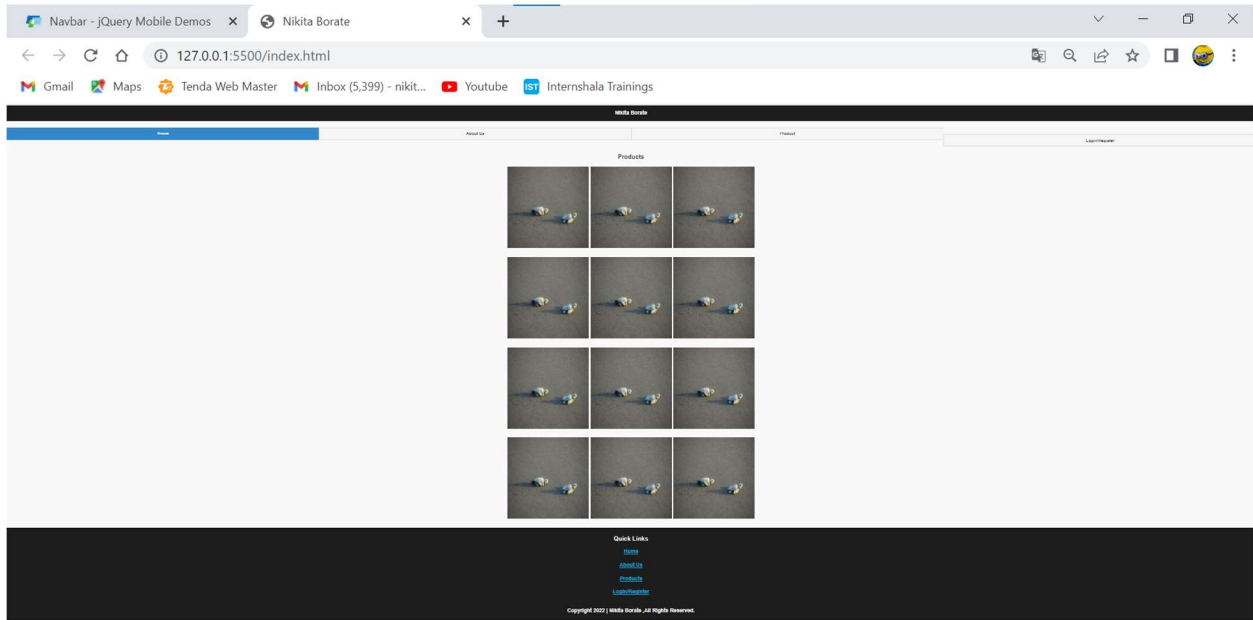 Navbar - jQuery Mobile Demos
Nikita Borate
127.0.0.1:5500/index.html
Gmail Maps Tenda Web Master Inbox (5,399) - nikit... Youtube IST Internshala Trainings
Nikita Borate
Home About Us Product
Login/Register
Products
Quick Links
Home
About Us
Products
Login/Register
Copyright 2022 | Nikita Borate ,All Rights Reserved.